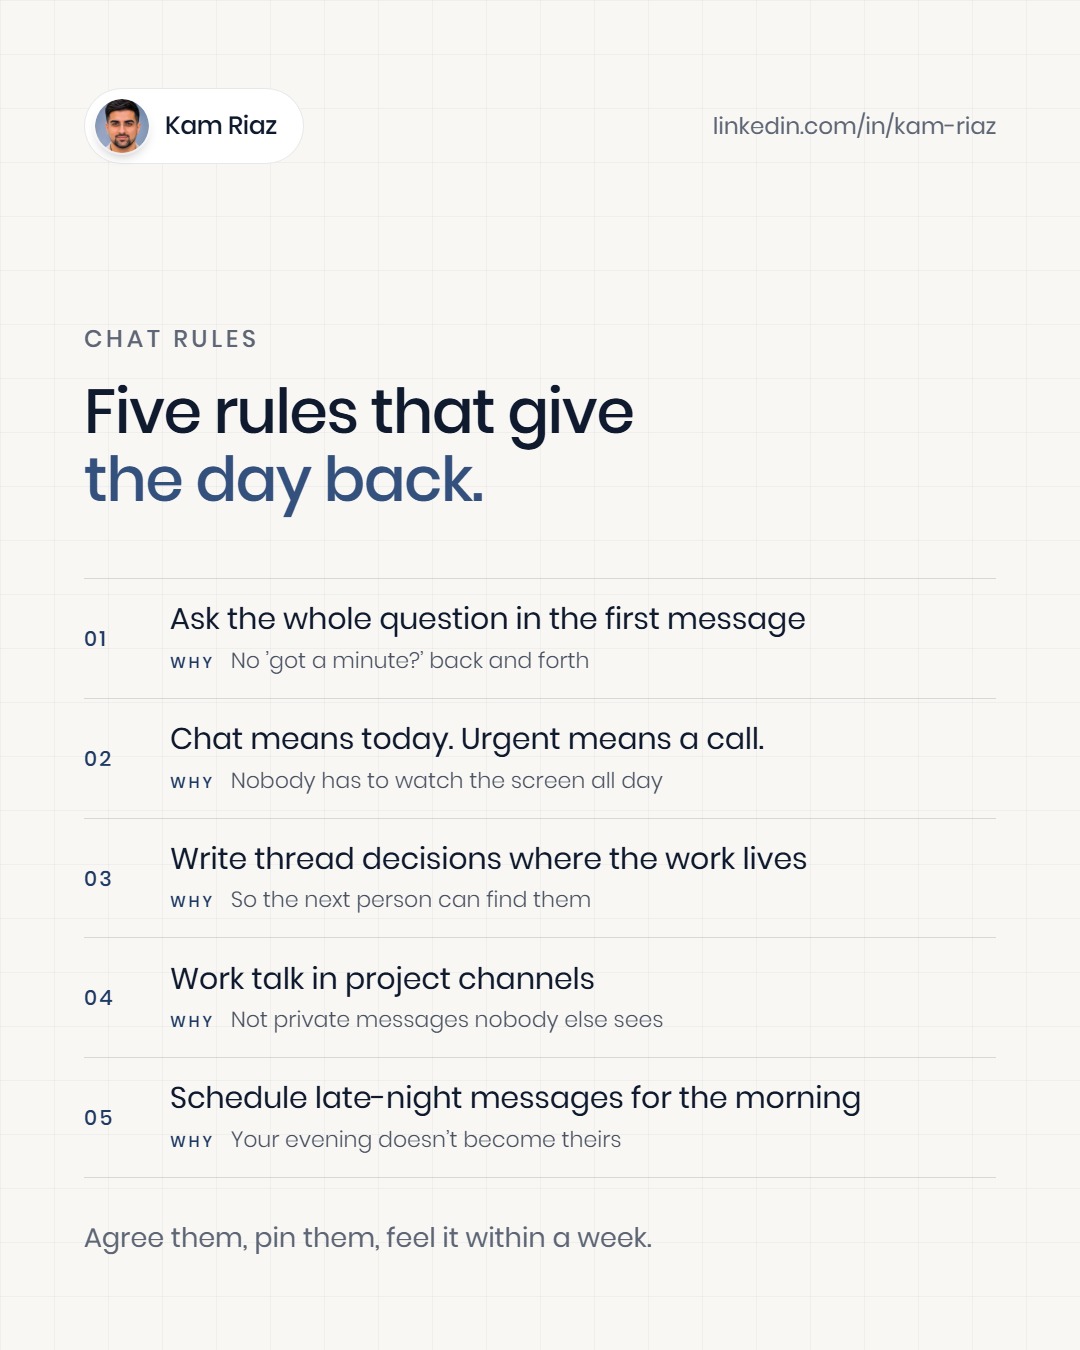 Kam Riaz
linkedin.com/in/kam-riaz
CHAT RULES
Five rules that give
the day back.
01
Ask the whole question in the first message
WHY No ’got a minute?’ back and forth
02
Chat means today. Urgent means a call.
WHY Nobody has to watch the screen all day
03
Write thread decisions where the work lives
WHY So the next person can find them
04
Work talk in project channels
WHY Not private messages nobody else sees
05
Schedule late-night messages for the morning
WHY Your evening doesn’t become theirs
Agree them, pin them, feel it within a week.